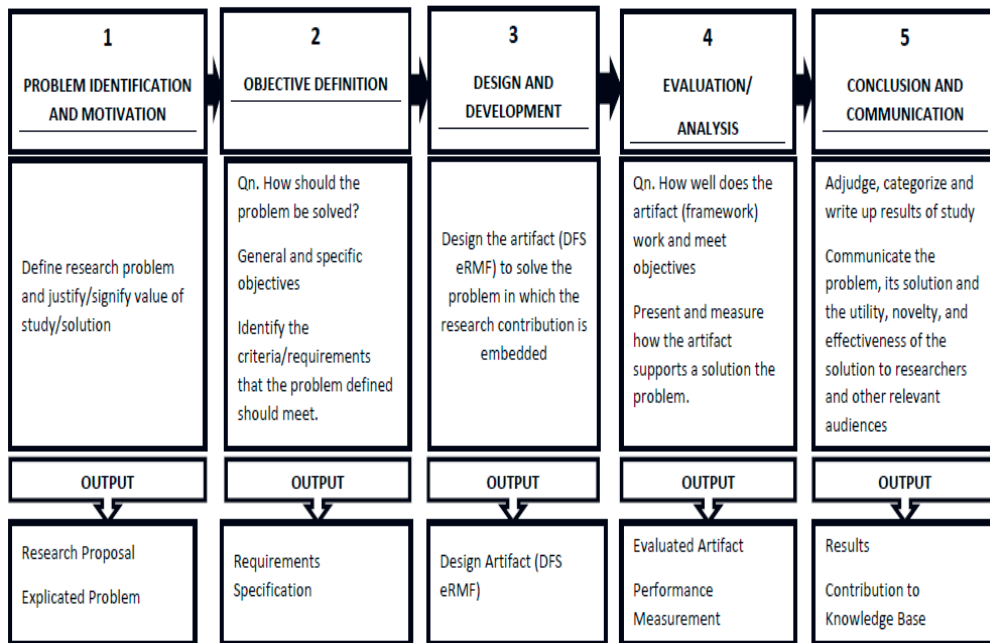 1
PROBLEM IDENTIFICATION
AND MOTIVATION
2
OBJECTIVE DEFINITION
3
DESIGN AND
DEVELOPMENT
4
EVALUATION/
ANALYSIS
5
CONCLUSION AND
COMMUNICATION
Define research problem
and justify/signify value of
study/solution
Qn. How should the
problem be solved?
General and specific
objectives
Identify the
criteria/requirements
that the problem defined
should meet.
Design the artifact (DFS
eRMF) to solve the
problem in which the
research contribution is
embedded
Qn. How well does the
artifact (framework)
work and meet
objectives
Present and measure
how the artifact
supports a solution the
problem.
Adjudge, categorize and
write up results of study
Communicate the
problem, its solution and
the utility, novelty, and
effectiveness of the
solution to researchers
and other relevant
audiences
OUTPUT
OUTPUT
OUTPUT
OUTPUT
OUTPUT
Research Proposal
Explicated Problem
Requirements
Specification
Design Artifact (DFS
eRMF)
Evaluated Artifact
Performance
Measurement
Results
Contribution to
Knowledge Base